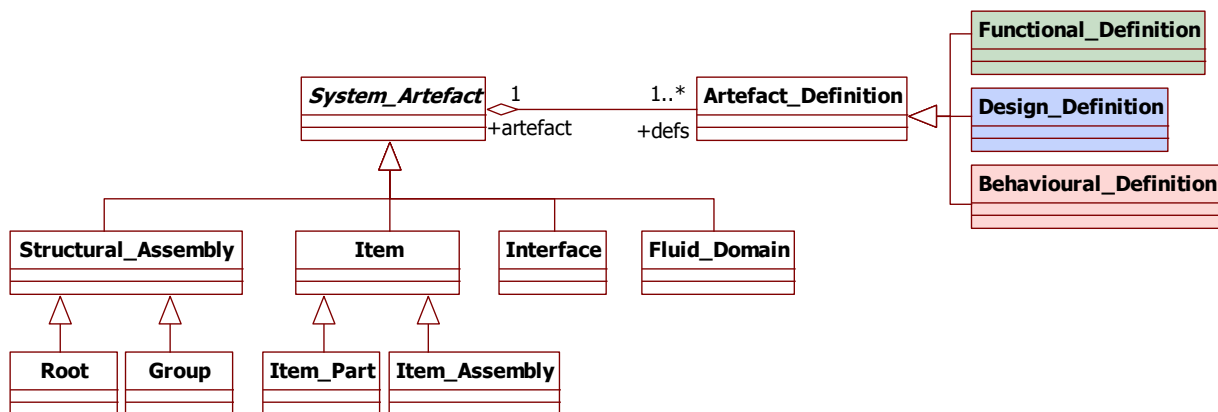 Functional_Definition
System_Artefact 1 1..* Artefact_Definition
+artefact +defs
Design_Definition
Behavioural_Definition
Structural_Assembly Item Interface Fluid_Domain
Root Group Item_Part Item_Assembly